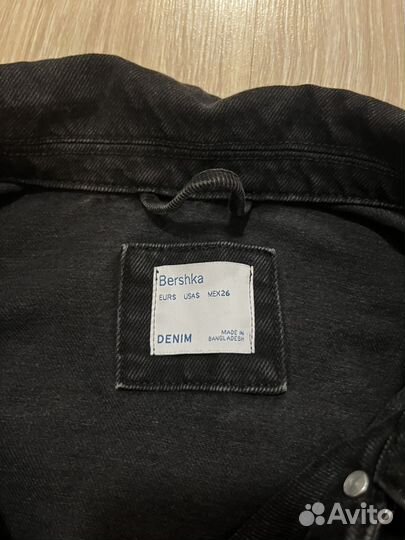 Bershka
EUR S USA S MEX 26
DENIM
MADE IN
BANGLADESH
Avito